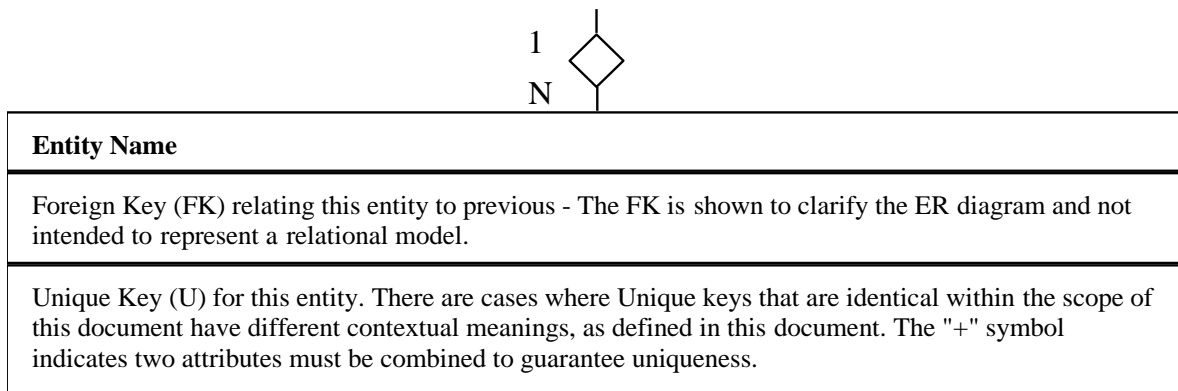 1
N
Entity Name
Foreign Key (FK) relating this entity to previous - The FK is shown to clarify the ER diagram and not
intended to represent a relational model.
Unique Key (U) for this entity. There are cases where Unique keys that are identical within the scope of
this document have different contextual meanings, as defined in this document. The "+" symbol
indicates two attributes must be combined to guarantee uniqueness.